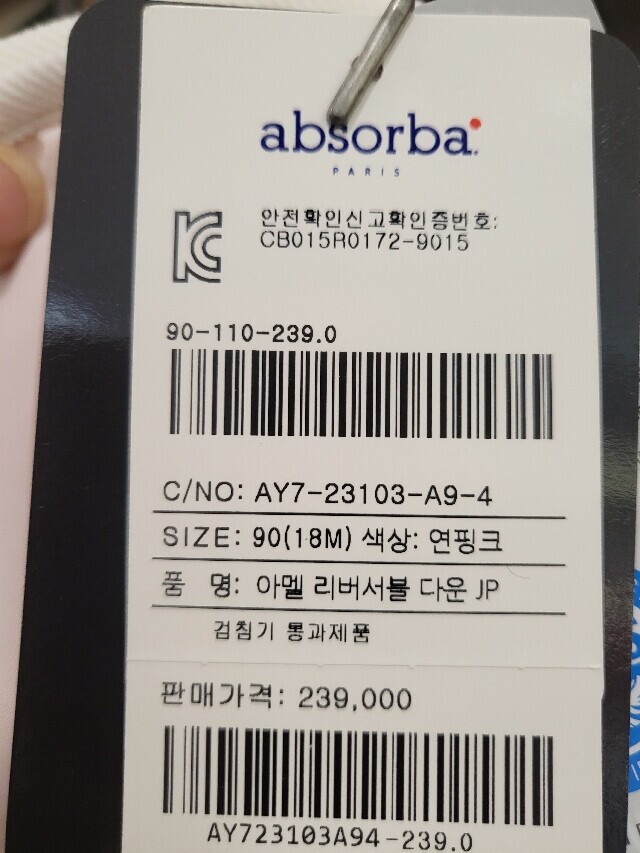 absorba.
PARIS
안전확인신고확인증번호:
CB015R0172-9015
90-110-239.0
C/NO: AY7-23103-A9-4
SIZE: 90(18M) 색상: 연핑크
품 명: 아멜 리버서블 다운 JP
검침기 통과제품
판매가격: 239,000
AY723103A94-239.0